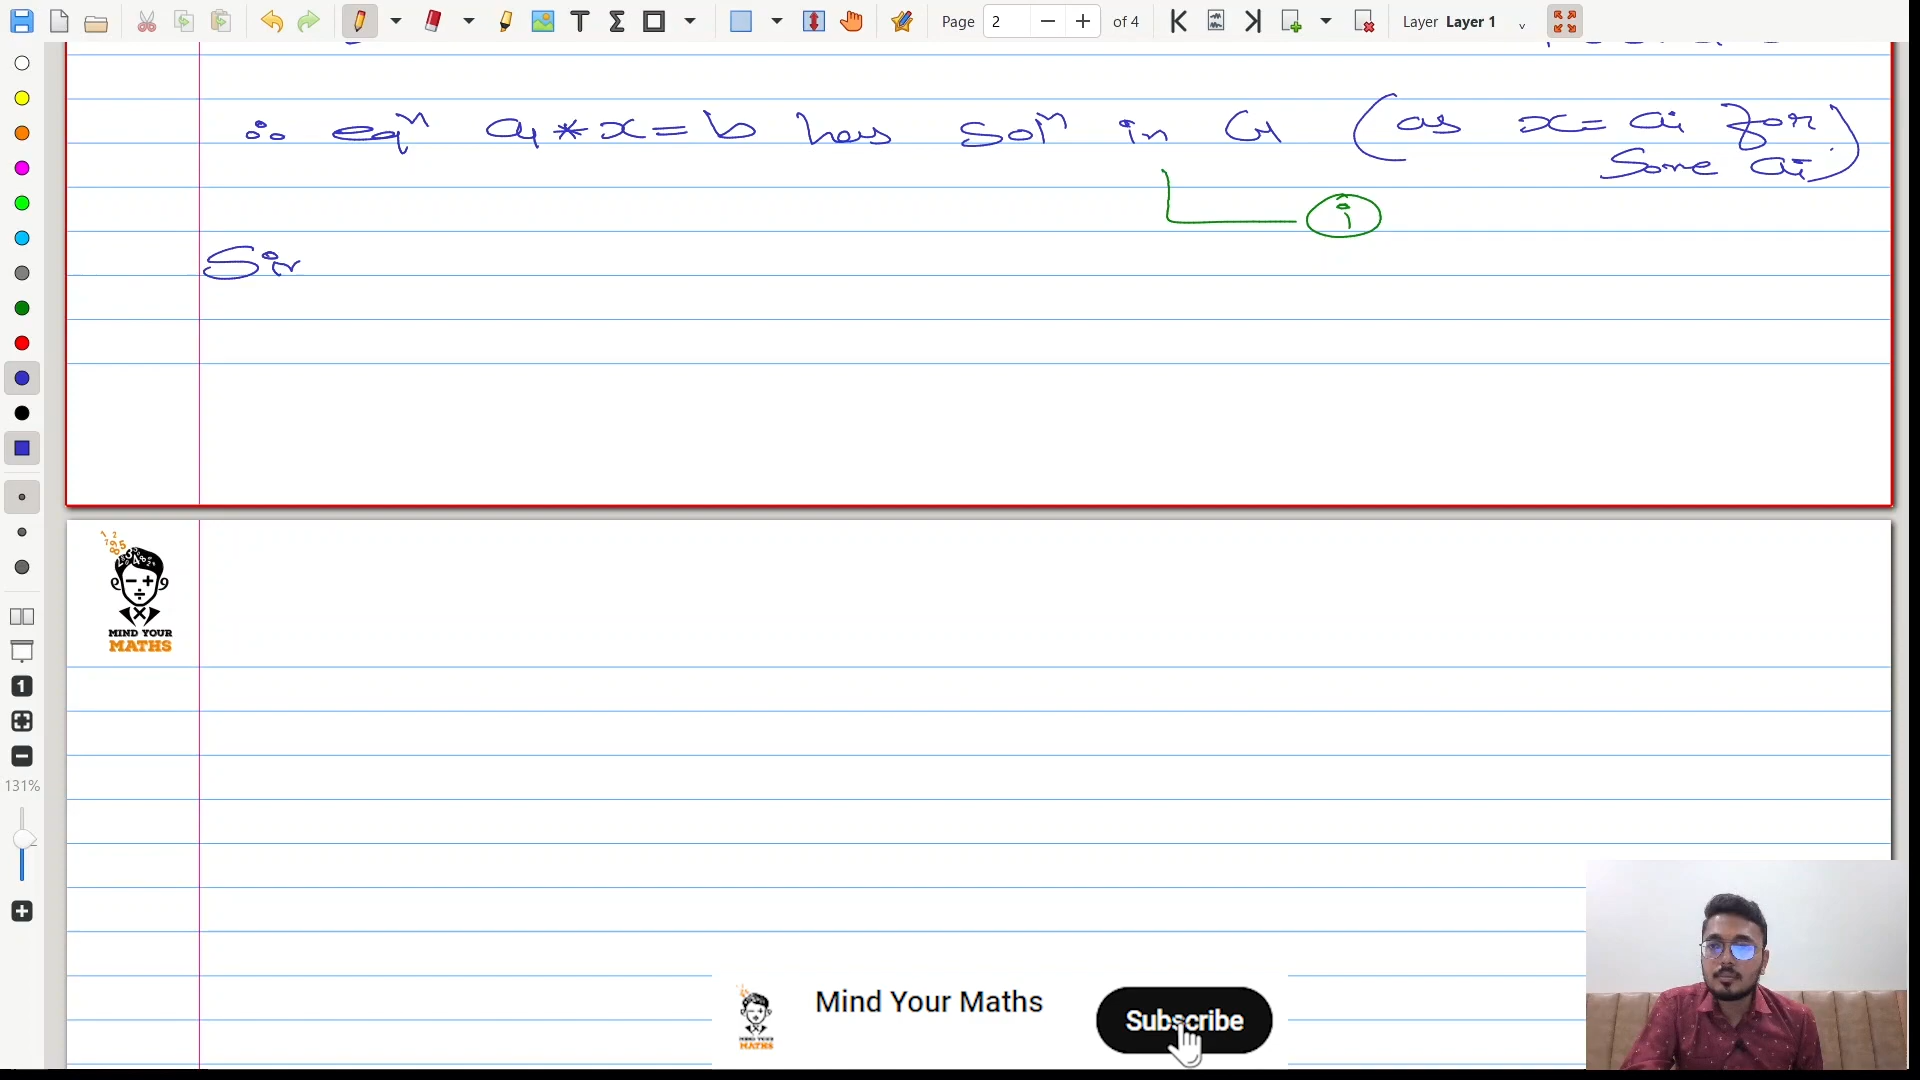 Page 2 of 4 Layer Layer 1
∴ eqⁿ a * x = b has solⁿ in G (as x = ai for
some ai)
i
Sin
131%
MIND YOUR
MATHS
Mind Your Maths
Subscribe